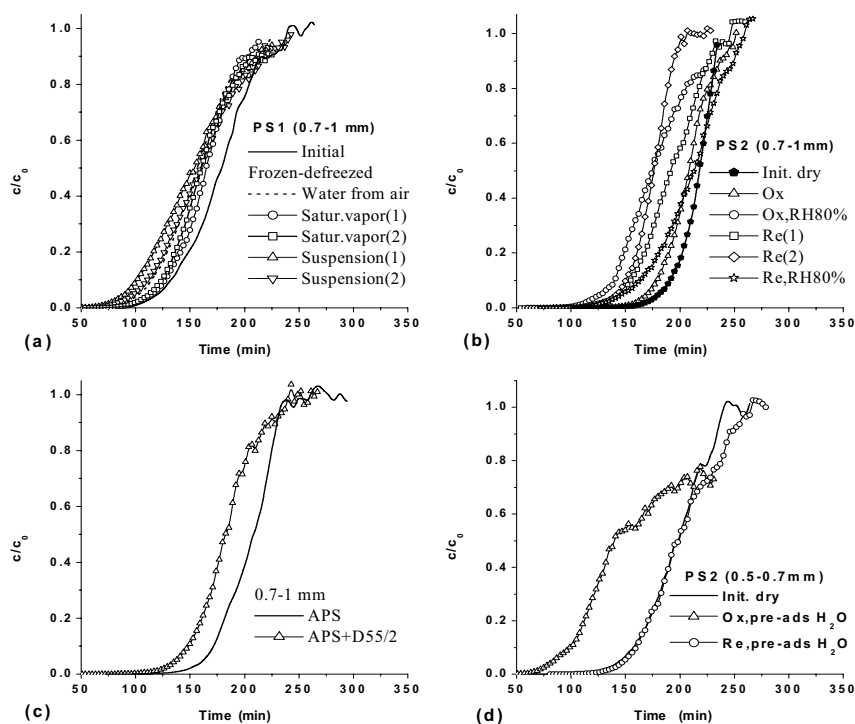 1.0
0.8
0.6
0.4
0.2
0.0
c/c0
PS1 (0.7-1 mm)
Initial
Frozen-defreezed
Water from air
Satur.vapor(1)
Satur.vapor(2)
Suspension(1)
Suspension(2)
50 100 150 200 250 300 350
(a)
Time (min)
1.0
0.8
0.6
0.4
0.2
0.0
c/c0
PS2 (0.7-1mm)
Init. dry
Ox
Ox,RH80%
Re(1)
Re(2)
Re,RH80%
50 100 150 200 250 300 350
(b)
Time (min)
1.0
0.8
0.6
0.4
0.2
0.0
c/c0
0.7-1 mm
APS
APS+D55/2
50 100 150 200 250 300 350
(c)
Time (min)
1.0
0.8
0.6
0.4
0.2
0.0
c/c0
PS2 (0.5-0.7mm)
Init. dry
Ox,pre-ads H2O
Re,pre-ads H2O
50 100 150 200 250 300 350
(d)
Time (min)